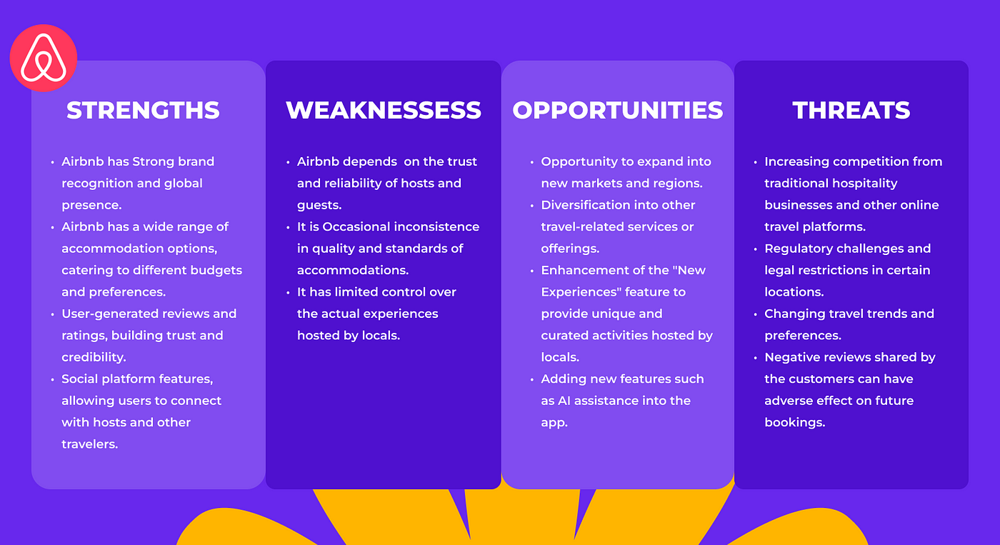 STRENGTHS
• Airbnb has Strong brand
recognition and global
presence.
• Airbnb has a wide range of
accommodation options,
catering to different budgets
and preferences.
• User-generated reviews and
ratings, building trust and
credibility.
• Social platform features,
allowing users to connect
with hosts and other
travelers.
WEAKNESSESS
• Airbnb depends  on the trust
and reliability of hosts and
guests.
• It is Occasional inconsistence
in quality and standards of
accommodations.
• It has limited control over
the actual experiences
hosted by locals.
OPPORTUNITIES
• Opportunity to expand into
new markets and regions.
• Diversification into other
travel-related services or
offerings.
• Enhancement of the "New
Experiences" feature to
provide unique and
curated activities hosted by
locals.
• Adding new features such
as AI assistance into the
app.
THREATS
• Increasing competition from
traditional hospitality
businesses and other online
travel platforms.
• Regulatory challenges and
legal restrictions in certain
locations.
• Changing travel trends and
preferences.
• Negative reviews shared by
the customers can have
adverse effect on future
bookings.